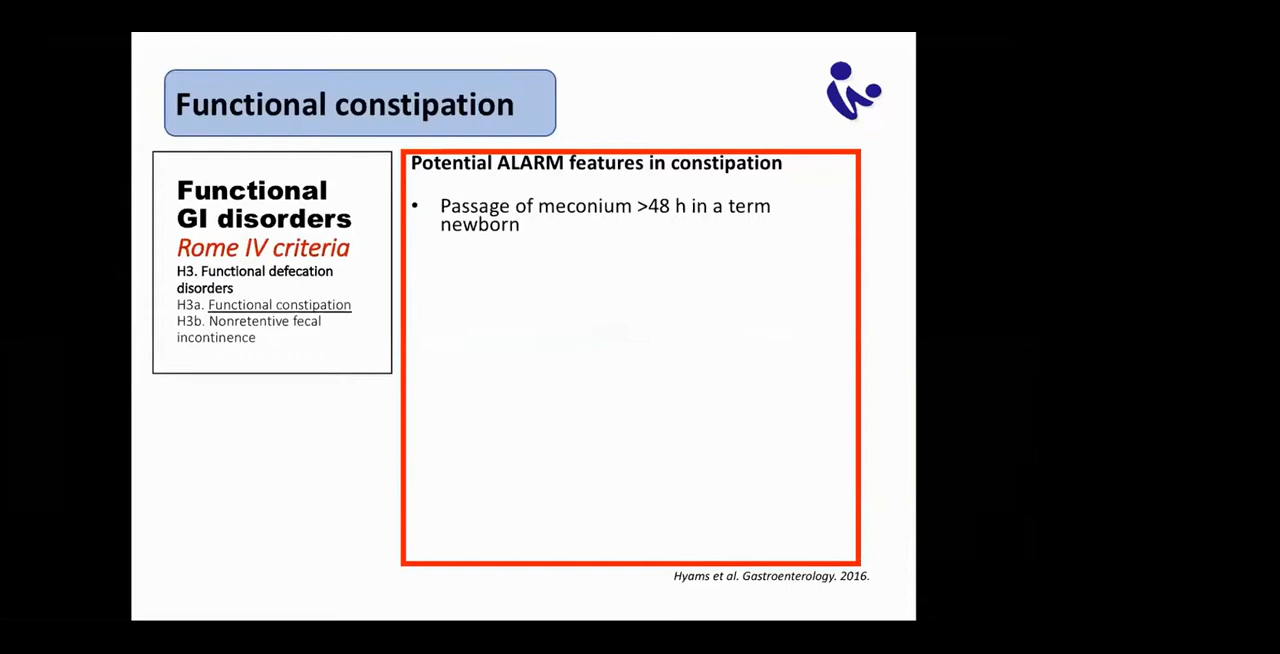 Functional constipation
Functional
GI disorders
Rome IV criteria
H3. Functional defecation
disorders
H3a. Functional constipation
H3b. Nonretentive fecal
incontinence
Potential ALARM features in constipation
• Passage of meconium >48 h in a term
newborn
Hyams et al. Gastroenterology. 2016.